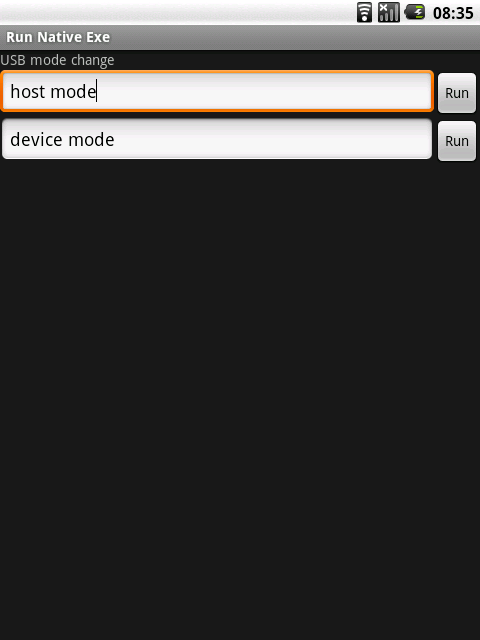 08:35
Run Native Exe
USB mode change
host mode
Run
device mode
Run